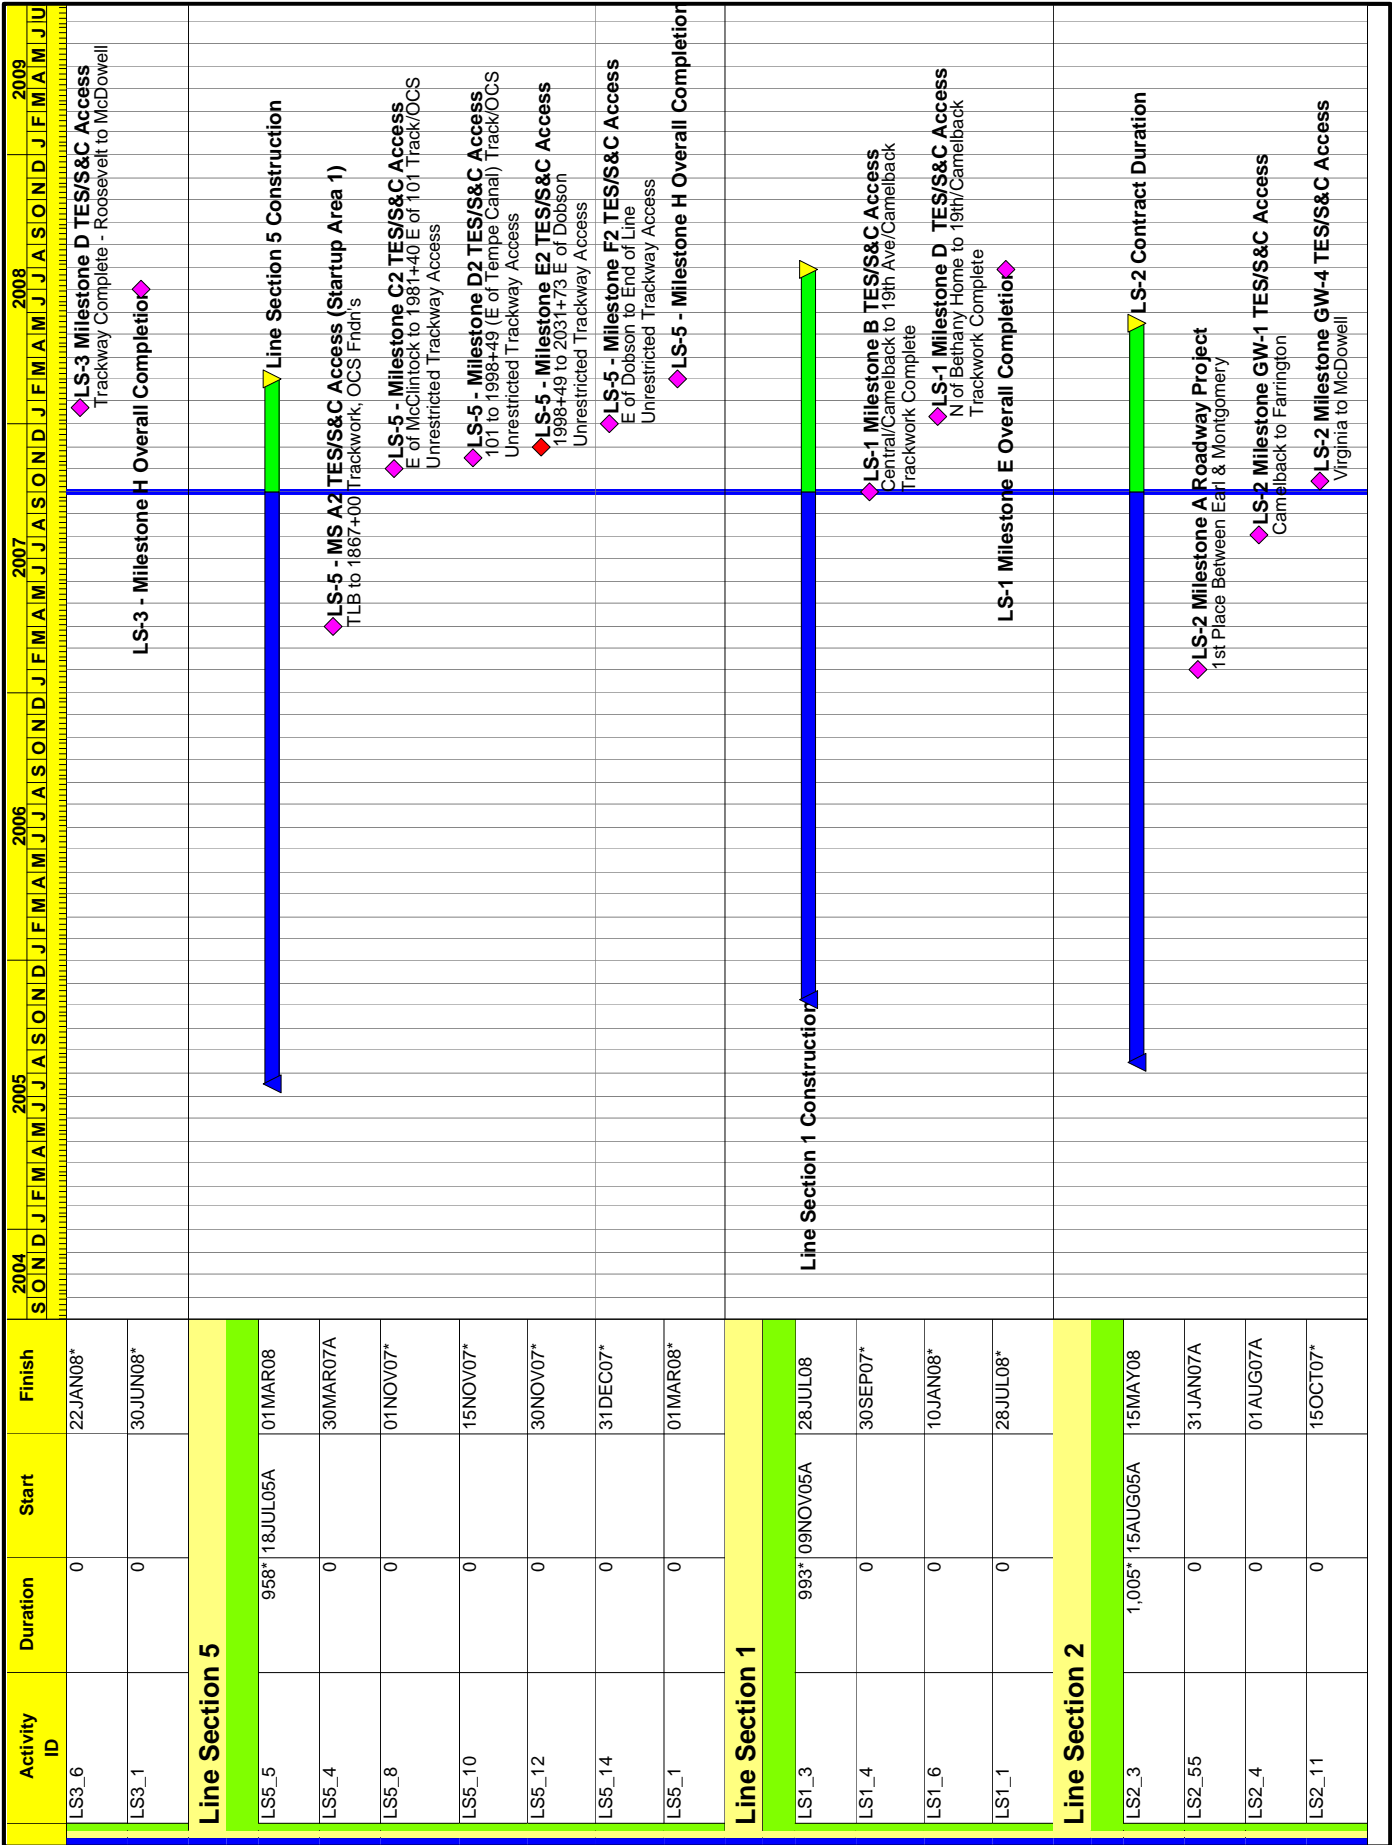 Activity ID Duration Start Finish 2004 2005 2006 2007 2008 2009
S O N D J F M A M J J A S O N D J F M A M J J A S O N D J F M A M J J A S O N D J F M A M J J A S O N D J F M A M J U
LS3_6 0 22JAN08* LS-3 Milestone D TES/S&C Access
Trackway Complete - Roosevelt to McDowell
LS3_1 0 30JUN08* LS-3 - Milestone H Overall Completion
Line Section 5
LS5_5 958* 18JUL05A 01MAR08 Line Section 5 Construction
LS5_4 0 30MAR07A LS-5 - MS A2 TES/S&C Access (Startup Area 1)
TLB to 1867+00 Trackwork, OCS Fndn's
LS5_8 0 01NOV07* LS-5 - Milestone C2 TES/S&C Access
E of McClintock to 1981+40 E of 101 Track/OCS
Unrestricted Trackway Access
LS5_10 0 15NOV07* LS-5 - Milestone D2 TES/S&C Access
101 to 1998+49 (E of Tempe Canal) Track/OCS
Unrestricted Trackway Access
LS5_12 0 30NOV07* LS-5 - Milestone E2 TES/S&C Access
1998+49 to 2031+73 E of Dobson
Unrestricted Trackway Access
LS5_14 0 31DEC07* LS-5 - Milestone F2 TES/S&C Access
E of Dobson to End of Line
Unrestricted Trackway Access
LS5_1 0 01MAR08* LS-5 - Milestone H Overall Completion
Line Section 1
LS1_3 993* 09NOV05A 28JUL08 Line Section 1 Construction
LS1_4 0 30SEP07* LS-1 Milestone B TES/S&C Access
Central/Camelback to 19th Ave/Camelback
Trackwork Complete
LS1_6 0 10JAN08* LS-1 Milestone D TES/S&C Access
N of Bethany Home to 19th/Camelback
Trackwork Complete
LS1_1 0 28JUL08* LS-1 Milestone E Overall Completion
Line Section 2
LS2_3 1,005* 15AUG05A 15MAY08 LS-2 Contract Duration
LS2_55 0 31JAN07A LS-2 Milestone A Roadway Project
1st Place Between Earl & Montgomery
LS2_4 0 01AUG07A LS-2 Milestone GW-1 TES/S&C Access
Camelback to Farrington
LS2_11 0 15OCT07* LS-2 Milestone GW-4 TES/S&C Access
Virginia to McDowell